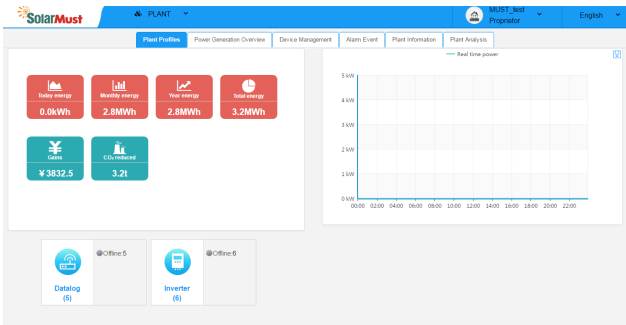 SolarMust
PLANT
MUST_test
Proprietor
English
Plant Profiles
Power Generation Overview
Device Management
Alarm Event
Plant Information
Plant Analysis
Today energy
0.0kWh
Monthly energy
2.8MWh
Year energy
2.8MWh
Total energy
3.2MWh
¥
Gains
¥3832.5
CO₂ reduced
3.2t
Real time power
5 kW
4 kW
3 kW
2 kW
1 kW
0 kW
00:00 02:00 04:00 06:00 08:00 10:00 12:00 14:00 16:00 18:00 20:00 22:00
Datalog
(5)
Offline:5
Inverter
(6)
Offline:6